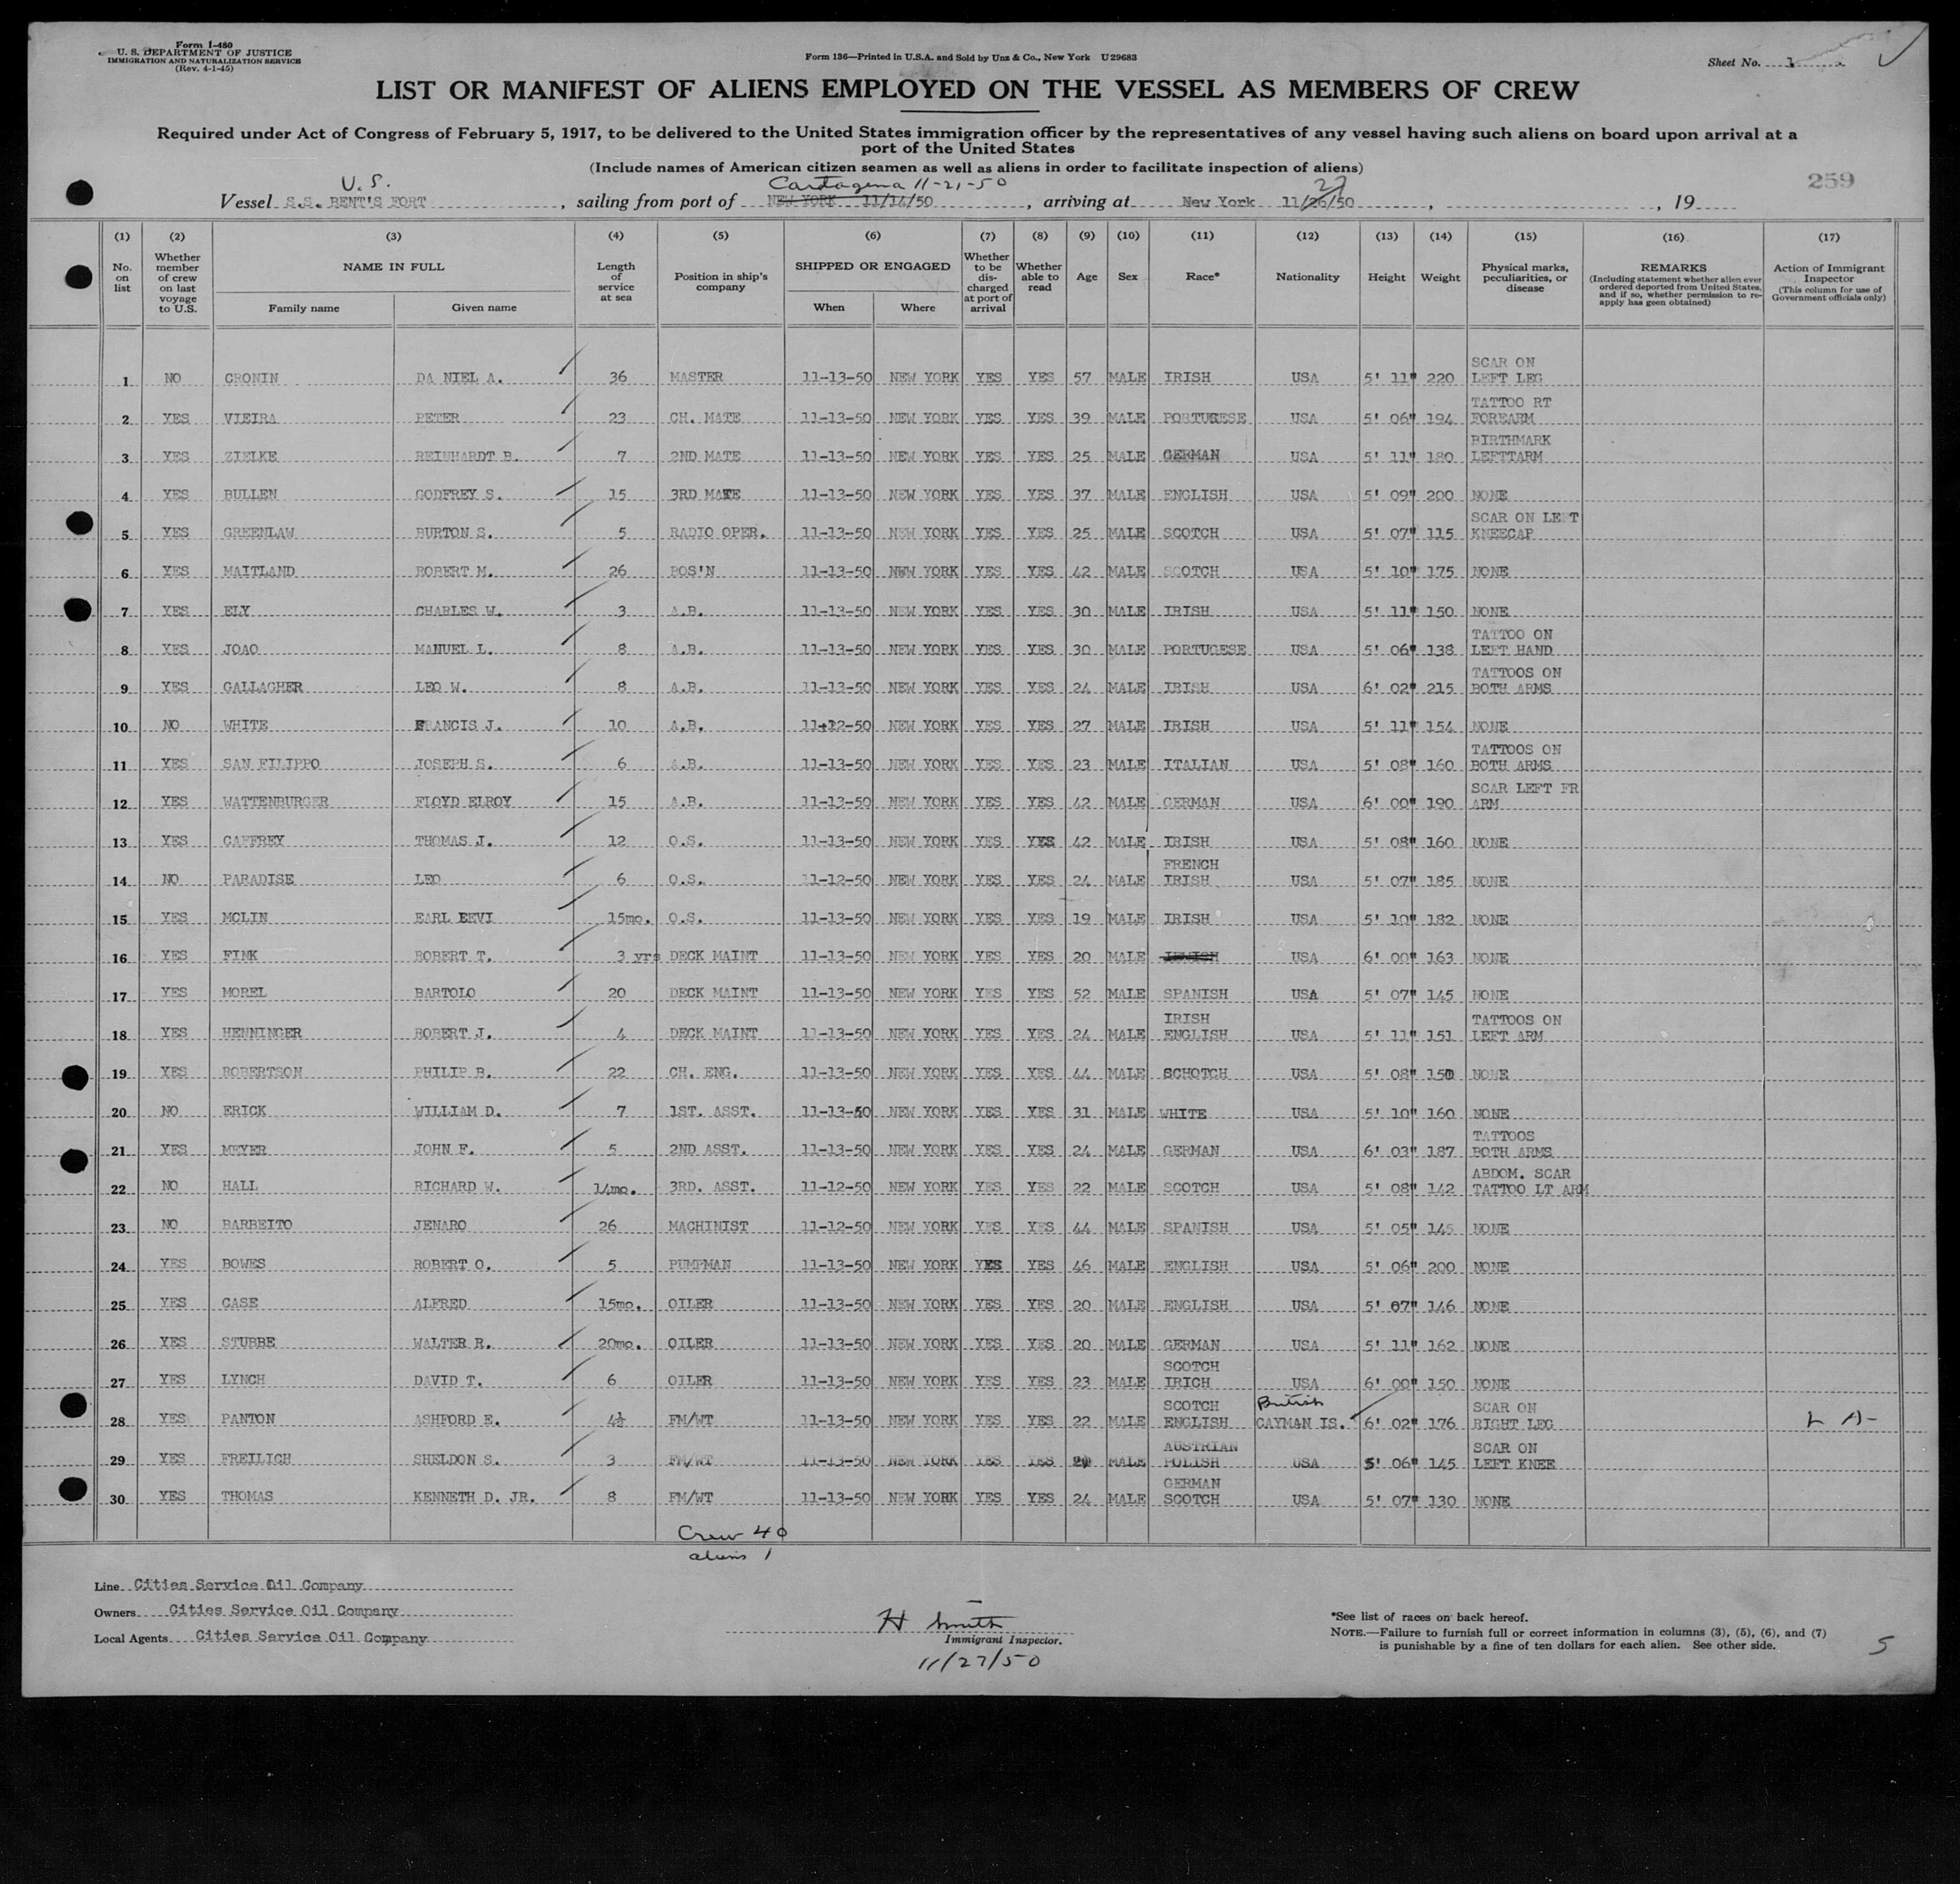 Form I-480
U. S. DEPARTMENT OF JUSTICE
IMMIGRATION AND NATURALIZATION SERVICE
(Rev. 4-1-45)
Form 136—Printed in U.S.A. and Sold by Unz & Co., New York U29683
Sheet No. 1
LIST OR MANIFEST OF ALIENS EMPLOYED ON THE VESSEL AS MEMBERS OF CREW
Required under Act of Congress of February 5, 1917, to be delivered to the United States immigration officer by the representatives of any vessel having such aliens on board upon arrival at a
port of the United States
(Include names of American citizen seamen as well as aliens in order to facilitate inspection of aliens)
259
U.S. Cartagena 11-21-50 27
Vessel S.S. BENT'S FORT, sailing from port of NEW YORK 11/14/50, arriving at New York 11/26/50, , 19
(1) (2) (3) (4) (5) (6) (7) (8) (9) (10) (11) (12) (13) (14) (15) (16) (17)
No. on list
Whether member of crew on last voyage to U.S.
NAME IN FULL
Family name Given name
Length of service at sea
Position in ship's company
SHIPPED OR ENGAGED
When Where
Whether to be discharged at port of arrival
Whether able to read
Age
Sex
Race*
Nationality
Height
Weight
Physical marks, peculiarities, or disease
REMARKS
(Including statement whether alien ever ordered deported from United States, and if so, whether permission to reapply has geen obtained)
Action of Immigrant Inspector
(This column for use of Government officials only)
1 NO CRONIN DA NIEL A. 36 MASTER 11-13-50 NEW YORK YES YES 57 MALE IRISH USA 5' 11" 220 SCAR ON LEFT LEG
2 YES VIEIRA PETER 23 CH. MATE 11-13-50 NEW YORK YES YES 39 MALE PORTUGESE USA 5' 06" 194 TATTOO RT FOREARM
3 YES ZIELKE REINHARDT B. 7 2ND MATE 11-13-50 NEW YORK YES YES 25 MALE GERMAN USA 5' 11" 180 BIRTHMARK LEFTTARM
4 YES BULLEN GODFREY S. 15 3RD MATE 11-13-50 NEW YORK YES YES 37 MALE ENGLISH USA 5' 09" 200 NONE
5 YES GREENLAW BURTON S. 5 RADIO OPER. 11-13-50 NEW YORK YES YES 25 MALE SCOTCH USA 5' 07" 115 SCAR ON LEFT KNEECAP
6 YES MAITLAND ROBERT M. 26 BOS'N 11-13-50 NWW YORK YES YES 42 MALE SCOTCH USA 5' 10" 175 NONE
7 YES ELY CHARLES W. 3 A.B. 11-13-50 NEW YORK YES YES 30 MALE IRISH USA 5' 11" 150 NONE
8 YES JOAO MANUEL L. 8 A.B. 11-13-50 NEW YORK YES YES 30 MALE PORTUGESE USA 5' 06" 138 TATTOO ON LEFT HAND
9 YES GALLAGHER LEO W. 8 A.B. 11-13-50 NEW YORK YES YES 24 MALE IRISH USA 6' 02" 215 TATTOOS ON BOTH ARMS
10 NO WHITE FRANCIS J. 10 A.B. 11-12-50 NEW YORK YES YES 27 MALE IRISH USA 5' 11" 154 NONE
11 YES SAN FILIPPO JOSEPH S. 6 A.B. 11-13-50 NEW YORK YES YES 23 MALE ITALIAN USA 5' 08" 160 TATTOOS ON BOTH ARMS
12 YES WATTENBURGER FLOYD ELROY 15 A.B. 11-13-50 NEW YORK YES YES 42 MALE GERMAN USA 6' 00" 190 SCAR LEFT FR ARM
13 YES CAFFREY THOMAS J. 12 O.S. 11-13-50 NEW YORK YES YES 42 MALE IRISH USA 5' 08" 160 NONE
14 NO PARADISE LEO 6 O.S. 11-12-50 NEW YORK YES YES 24 MALE FRENCH IRISH USA 5' 07" 185 NONE
15 YES MCLIN EARL 15mo. O.S. 11-13-50 NEW YORK YES YES 19 MALE IRISH USA 5' 10" 182 NONE
16 YES FINK ROBERT T. 3 yrs DECK MAINT 11-13-50 NEW YORK YES YES 20 MALE USA 6' 00" 163 NONE
17 YES MOREL BARTOLO 20 DECK MAINT 11-13-50 NEW YORK YES YES 52 MALE SPANISH USA 5' 07" 145 NONE
18 YES HENNINGER ROBERT J. 4 DECK MAINT 11-13-50 NEW YORK YES YES 24 MALE IRISH ENGLISH USA 5' 11" 151 TATTOOS ON LEFT ARM
19 YES ROBERTSON PHILIP B. 22 CH. ENG. 11-13-50 NEW YORK YES YES 44 MALE SCHOTCH USA 5' 08" 150 NONE
20 NO ERICK WILLIAM D. 7 1ST. ASST. 11-13-50 NEW YORK YES YES 31 MALE WHITE USA 5' 10" 160 NONE
21 YES MEYER JOHN F. 5 2ND ASST. 11-13-50 NEW YORK YES YES 24 MALE GERMAN USA 6' 03" 187 TATTOOS BOTH ARMS
22 NO HALL RICHARD W. 14mo. 3RD. ASST. 11-12-50 NEW YORK YES YES 22 MALE SCOTCH USA 5' 08" 142 ABDOM. SCAR TATTOO LT ARM
23 NO BARBEITO JENARO 26 MACHINIST 11-12-50 NEW YORK YES YES 44 MALE SPANISH USA 5' 05" 145 NONE
24 YES BOWES ROBERT O. 5 PUMPMAN 11-13-50 NEW YORK YES YES 46 MALE ENGLISH USA 5' 06" 200 NONE
25 YES CASE ALFRED 15mo. OILER 11-13-50 NEW YORK YES YES 20 MALE ENGLISH USA 5' 07" 146 NONE
26 YES STUBBE WALTER R. 20mo. OILER 11-13-50 NEW YORK YES YES 20 MALE GERMAN USA 5' 11" 162 NONE
27 YES LYNCH DAVID T. 6 OILER 11-13-50 NEW YORK YES YES 23 MALE SCOTCH IRICH USA 6' 00" 150 NONE
28 YES PANTON ASHFORD E. 4½ FM/WT 11-13-50 NEW YORK YES YES 22 MALE SCOTCH ENGLISH British CAYMAN IS. 6' 02" 176 SCAR ON RIGHT LEG
29 YES FREILICH SHELDON S. 3 FM/WT 11-13-50 NEW YORK YES YES MALE AUSTRIAN POLISH USA 5' 06" 145 SCAR ON LEFT KNEE
30 YES THOMAS KENNETH D. JR. 8 FM/WT 11-13-50 NEW YORK YES YES 24 MALE GERMAN SCOTCH USA 5' 07" 130 NONE
Crew 40
aliens 1
Line Cities Service Oil Company
Owners Cities Service Oil Company
Local Agents Cities Service Oil Company
H Smith
Immigrant Inspector.
11/27/50
*See list of races on back hereof.
NOTE.—Failure to furnish full or correct information in columns (3), (5), (6), and (7)
is punishable by a fine of ten dollars for each alien. See other side.
5